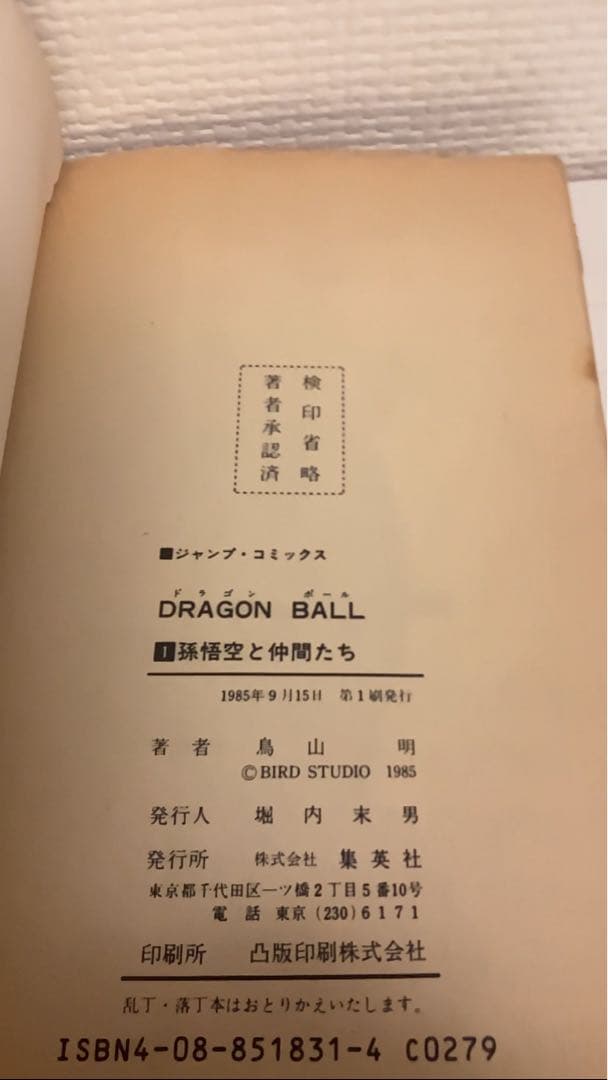 検印省略
著者承認済
■ジャンプ・コミックス
ドラゴン ボール
DRAGON BALL
1 孫悟空と仲間たち
1985年9月15日 第1刷発行
著者 鳥山 明
©BIRD STUDIO 1985
発行人 堀内末男
発行所 株式会社 集英社
東京都千代田区一ツ橋2丁目5番10号
電話 東京(230)6171
印刷所 凸版印刷株式会社
乱丁・落丁本はおとりかえいたします。
ISBN4-08-851831-4 C0279